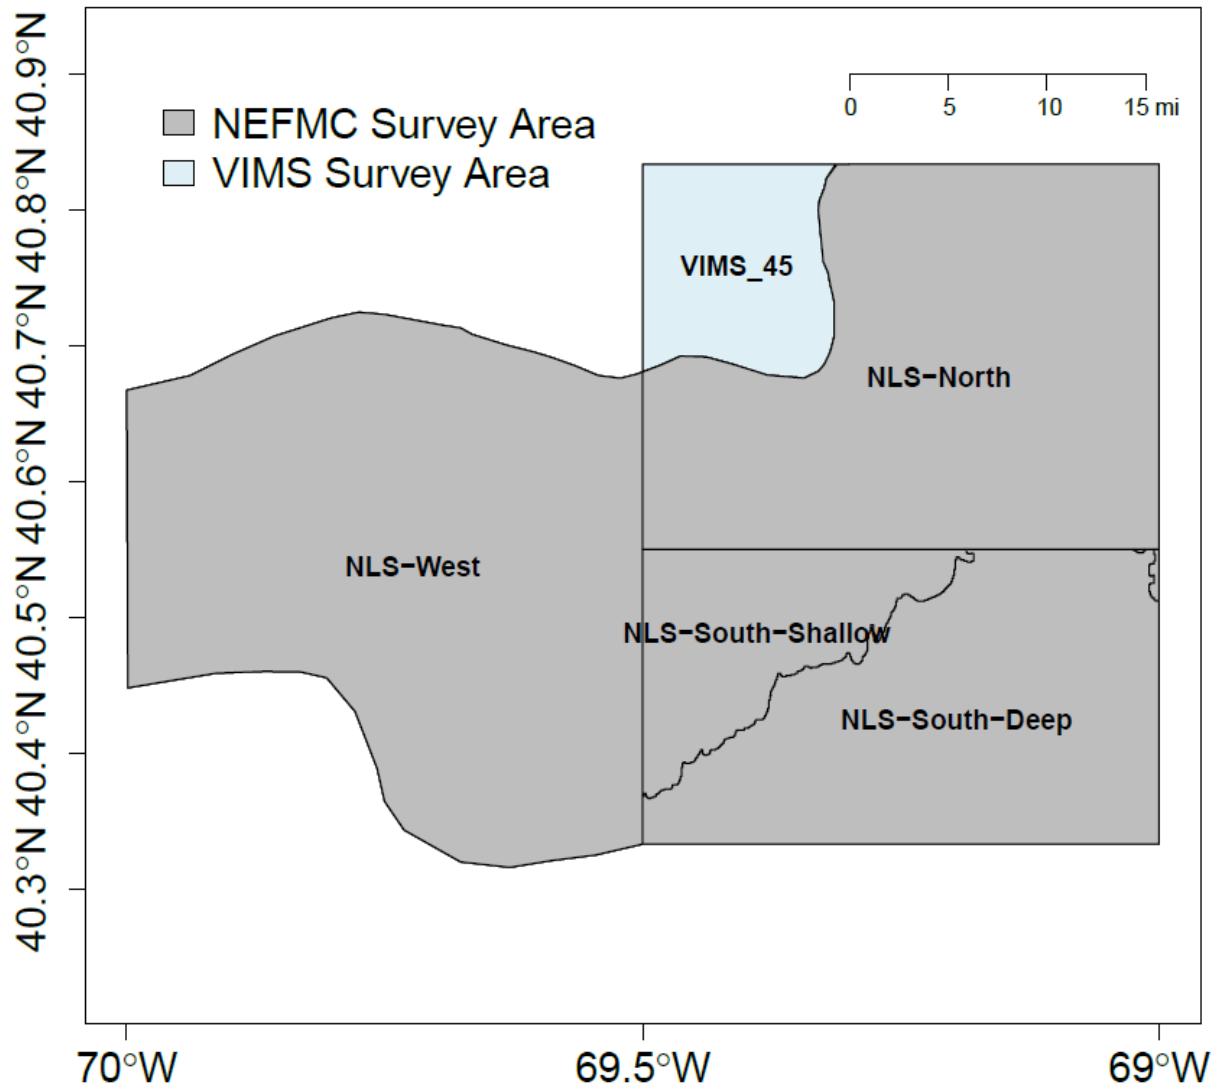 40.9°N
40.8°N
40.7°N
40.6°N
40.5°N
40.4°N
40.3°N
0 5 10 15 mi
NEFMC Survey Area
VIMS Survey Area
VIMS_45
NLS−North
NLS−West
NLS−South−Shallow
NLS−South−Deep
70°W 69.5°W 69°W